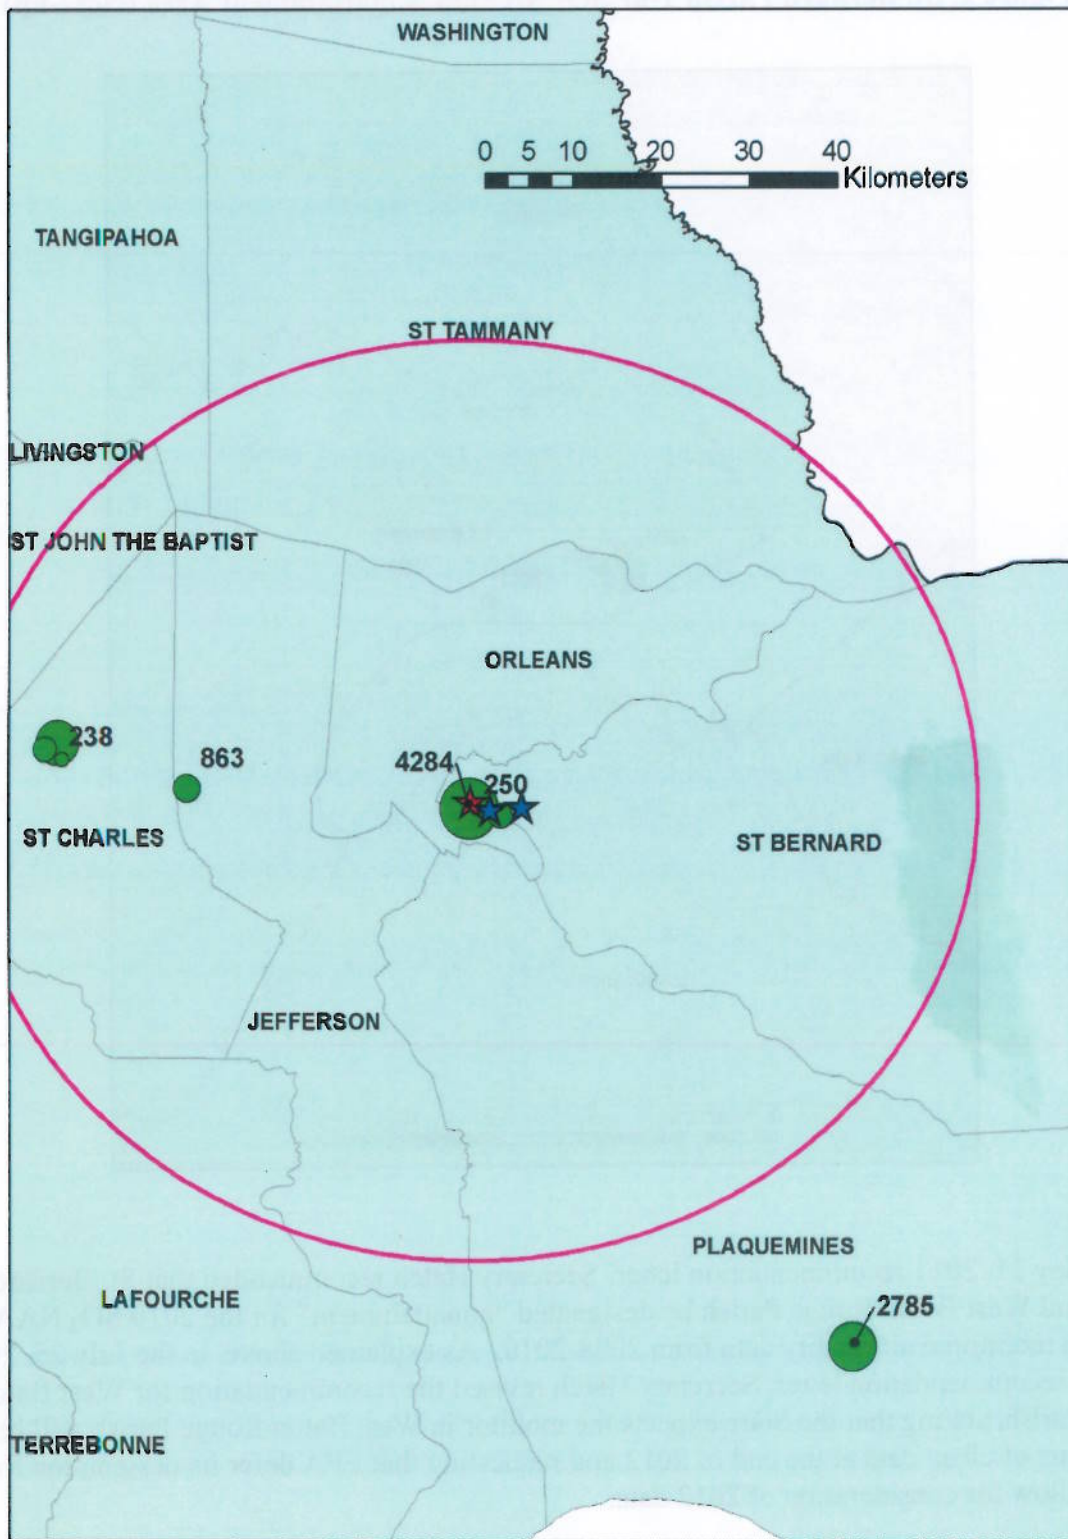 WASHINGTON
0 5 10 20 30 40
Kilometers
TANGIPAHOA
ST TAMMANY
LIVINGSTON
ST JOHN THE BAPTIST
ORLEANS
238
863
4284
250
ST CHARLES
ST BERNARD
JEFFERSON
PLAQUEMINES
LAFOURCHE
2785
TERREBONNE